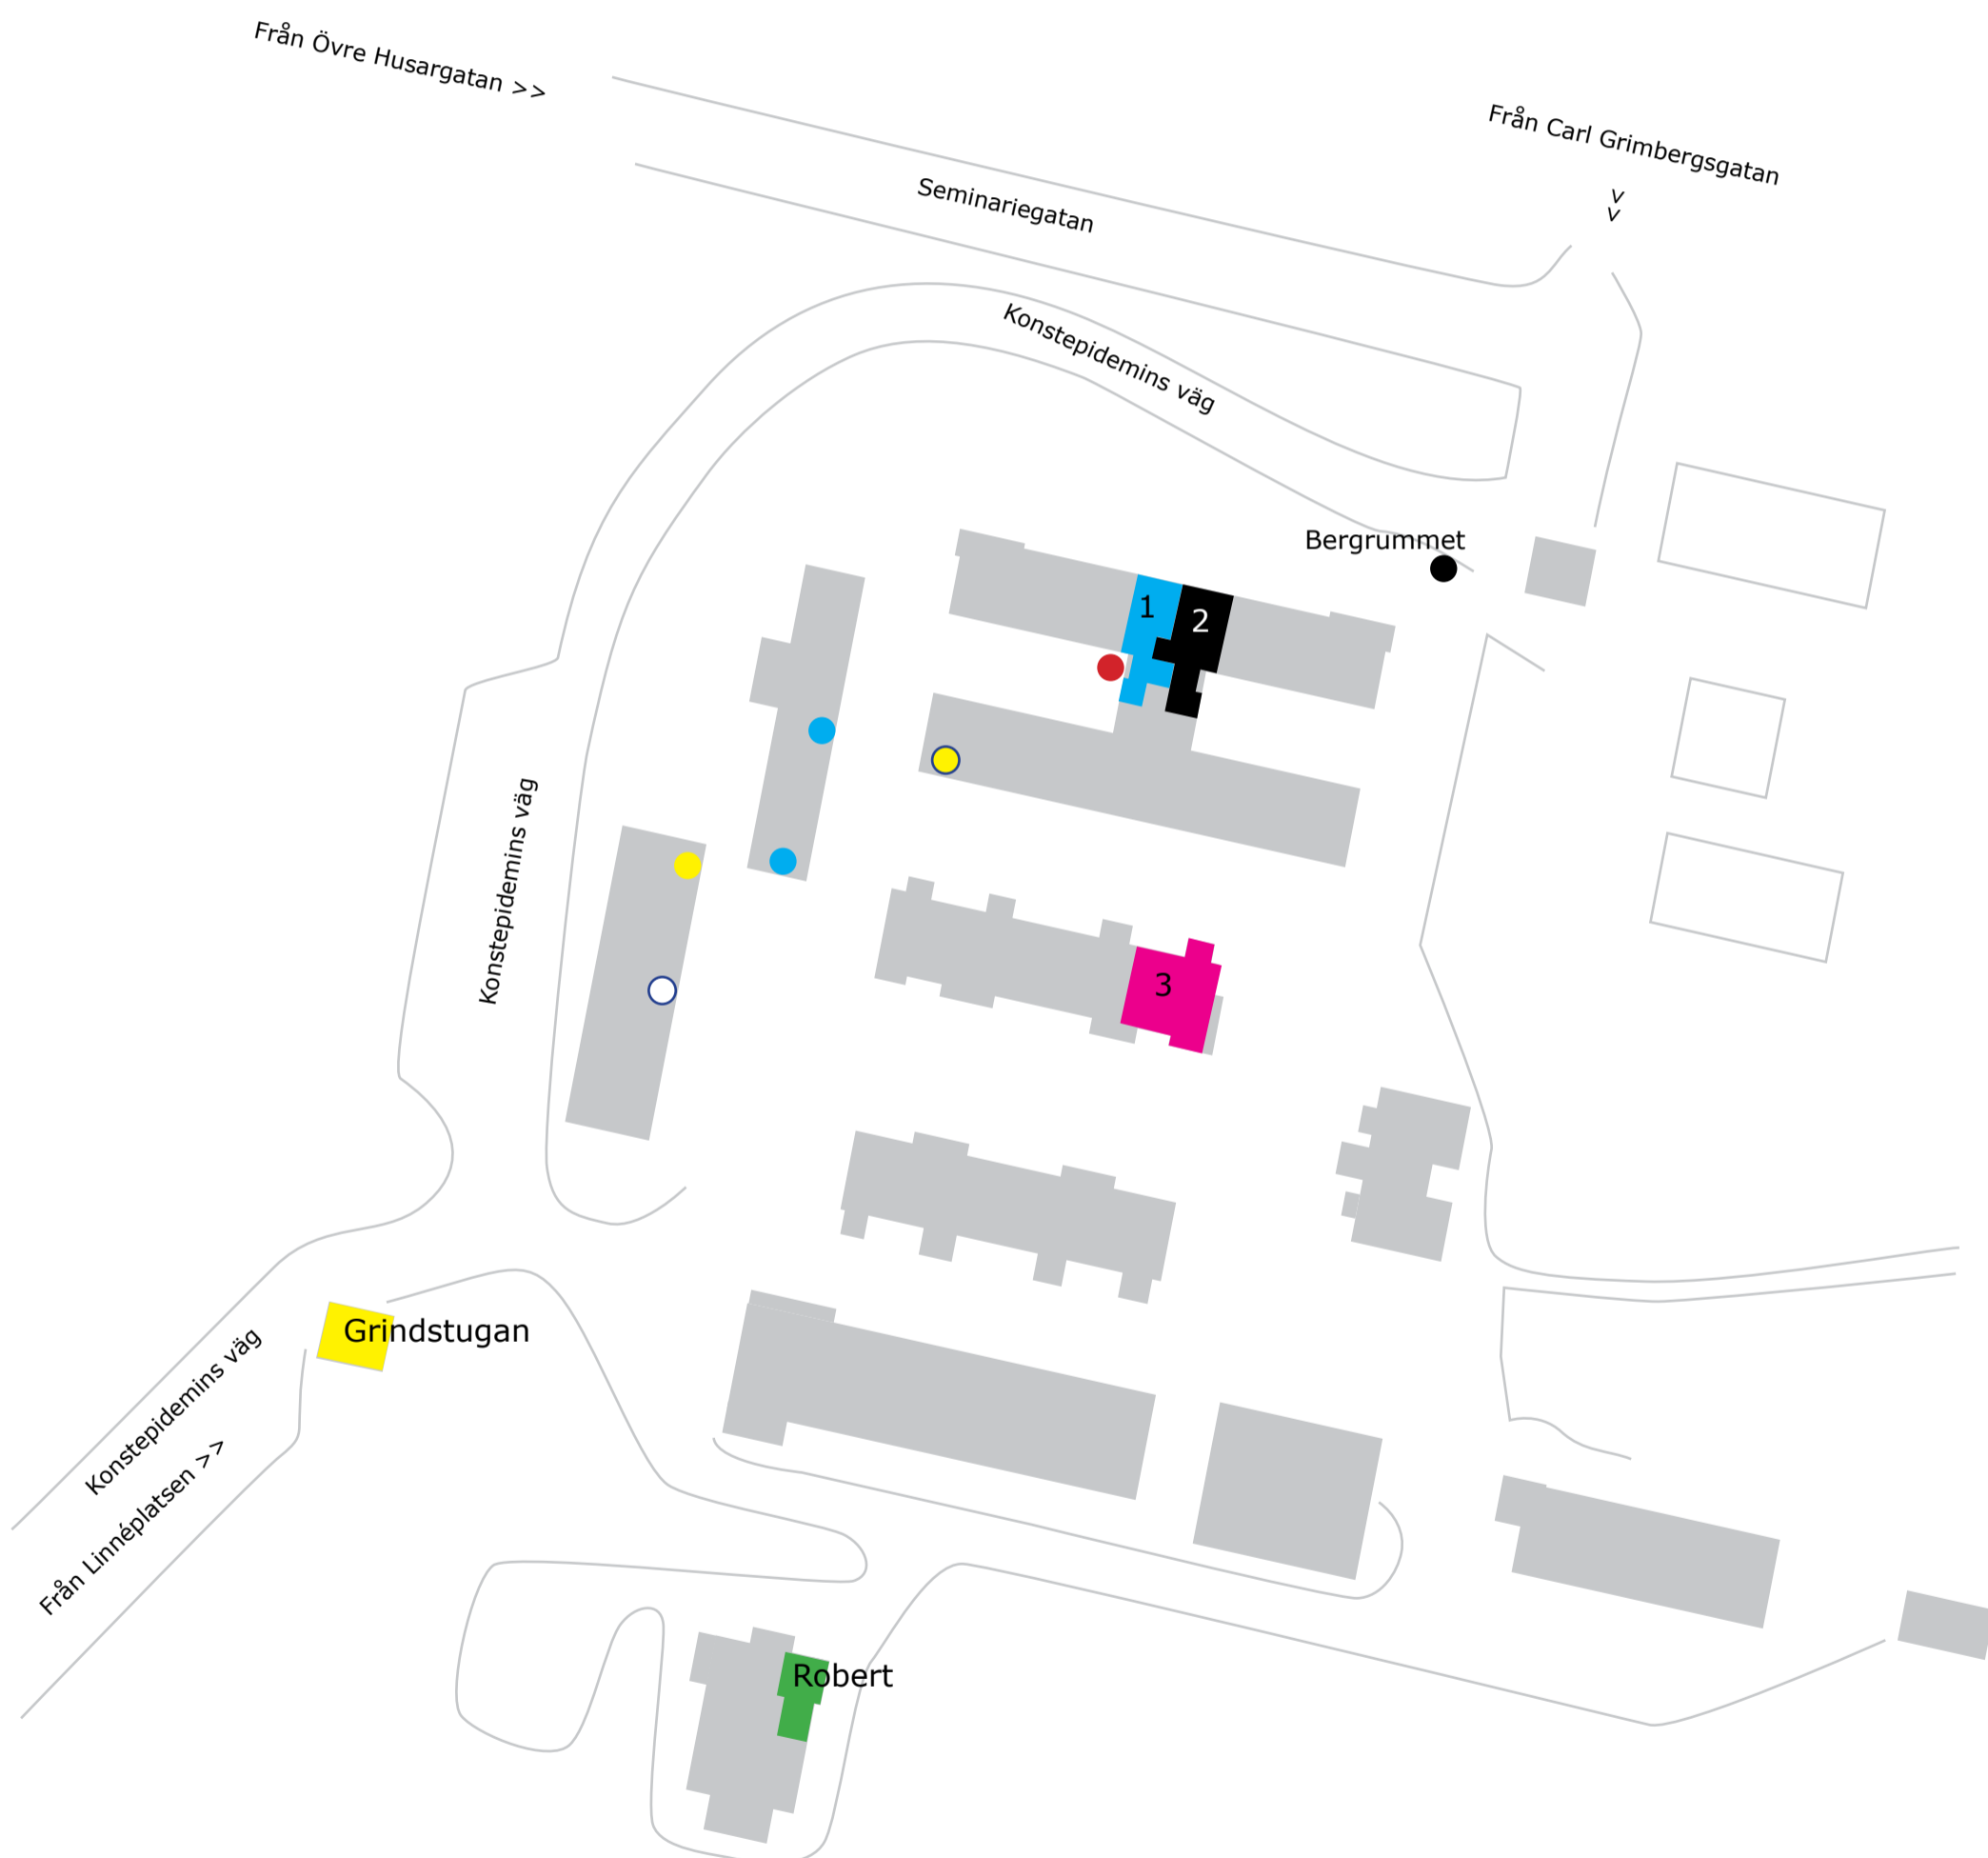 Från Övre Husargatan >>
Från Carl Grimbergsgatan
>>
Seminariegatan
Konstepidemins väg
Bergrummet
1
2
Konstepidemins väg
3
Grindstugan
Konstepidemins väg
Från Linnéplatsen >>
Robert